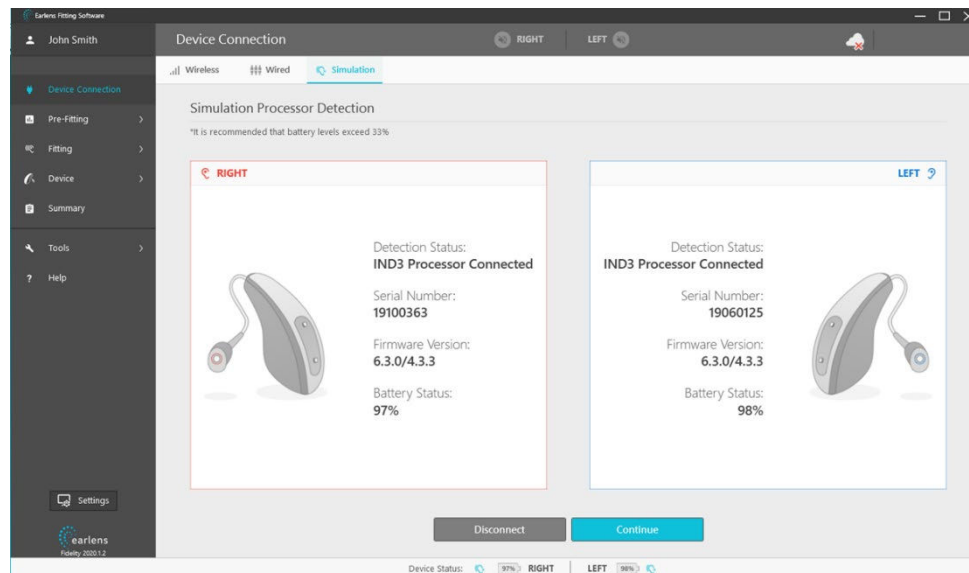 Earlens Fitting Software
John Smith
Device Connection
RIGHT
LEFT
Wireless
Wired
Simulation
Device Connection
Pre-Fitting
Fitting
Device
Summary
Tools
? Help
Settings
earlens
Fidelity 2020.1.2
Simulation Processor Detection
*It is recommended that battery levels exceed 33%
RIGHT
Detection Status:
IND3 Processor Connected
Serial Number:
19100363
Firmware Version:
6.3.0/4.3.3
Battery Status:
97%
LEFT
Detection Status:
IND3 Processor Connected
Serial Number:
19060125
Firmware Version:
6.3.0/4.3.3
Battery Status:
98%
Disconnect
Continue
Device Status: 97% RIGHT LEFT 98%